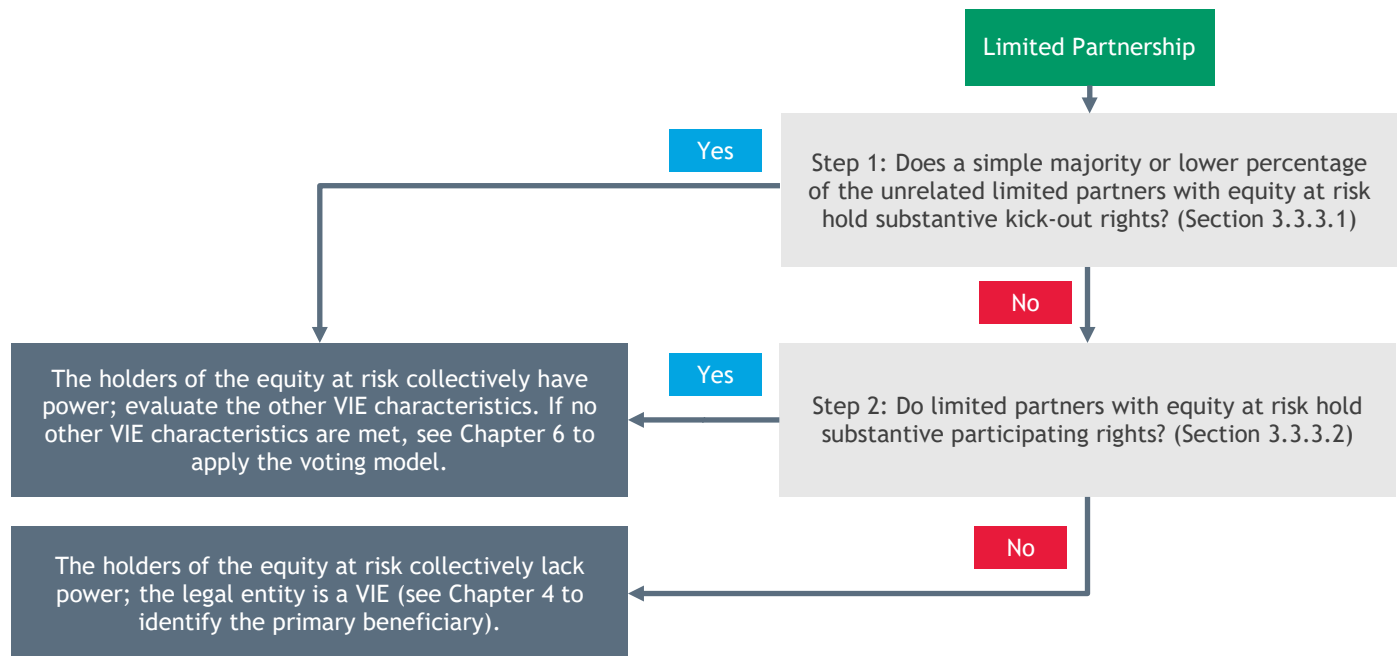 Limited Partnership
Yes
Step 1: Does a simple majority or lower percentage
of the unrelated limited partners with equity at risk
hold substantive kick-out rights? (Section 3.3.3.1)
No
The holders of the equity at risk collectively have
power; evaluate the other VIE characteristics. If no
other VIE characteristics are met, see Chapter 6 to
apply the voting model.
Yes
Step 2: Do limited partners with equity at risk hold
substantive participating rights? (Section 3.3.3.2)
No
The holders of the equity at risk collectively lack
power; the legal entity is a VIE (see Chapter 4 to
identify the primary beneficiary).